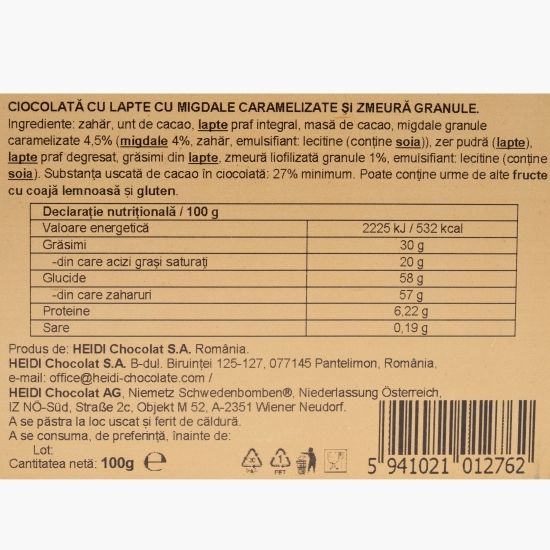 CIOCOLATĂ CU LAPTE CU MIGDALE CARAMELIZATE ȘI ZMEURĂ GRANULE.
Ingrediente: zahăr, unt de cacao, lapte praf integral, masă de cacao, migdale granule
caramelizate 4,5% (migdale 4%, zahăr, emulsifiant: lecitine (conține soia)), zer pudră (lapte),
lapte praf degresat, grăsimi din lapte, zmeură liofilizată granule 1%, emulsifiant: lecitine (conține
soia). Substanța uscată de cacao în ciocolată: 27% minimum. Poate conține urme de alte fructe
cu coajă lemnoasă și gluten.
Declarație nutrițională / 100 g
Valoare energetică 2225 kJ / 532 kcal
Grăsimi 30 g
-din care acizi grași saturați 20 g
Glucide 58 g
-din care zaharuri 57 g
Proteine 6,22 g
Sare 0,19 g
Produs de: HEIDI Chocolat S.A. România.
HEIDI Chocolat S.A. B-dul. Biruinței 125-127, 077145 Pantelimon, România,
e-mail: office@heidi-chocolate.com /
HEIDI Chocolat AG, Niemetz Schwedenbomben®, Niederlassung Österreich,
IZ NÖ-Süd, Straße 2c, Objekt M 52, A-2351 Wiener Neudorf.
A se păstra la loc uscat și ferit de căldură.
A se consuma, de preferință, înainte de:
Lot:
Cantitatea netă: 100g e
1
PET
5 941021 012762